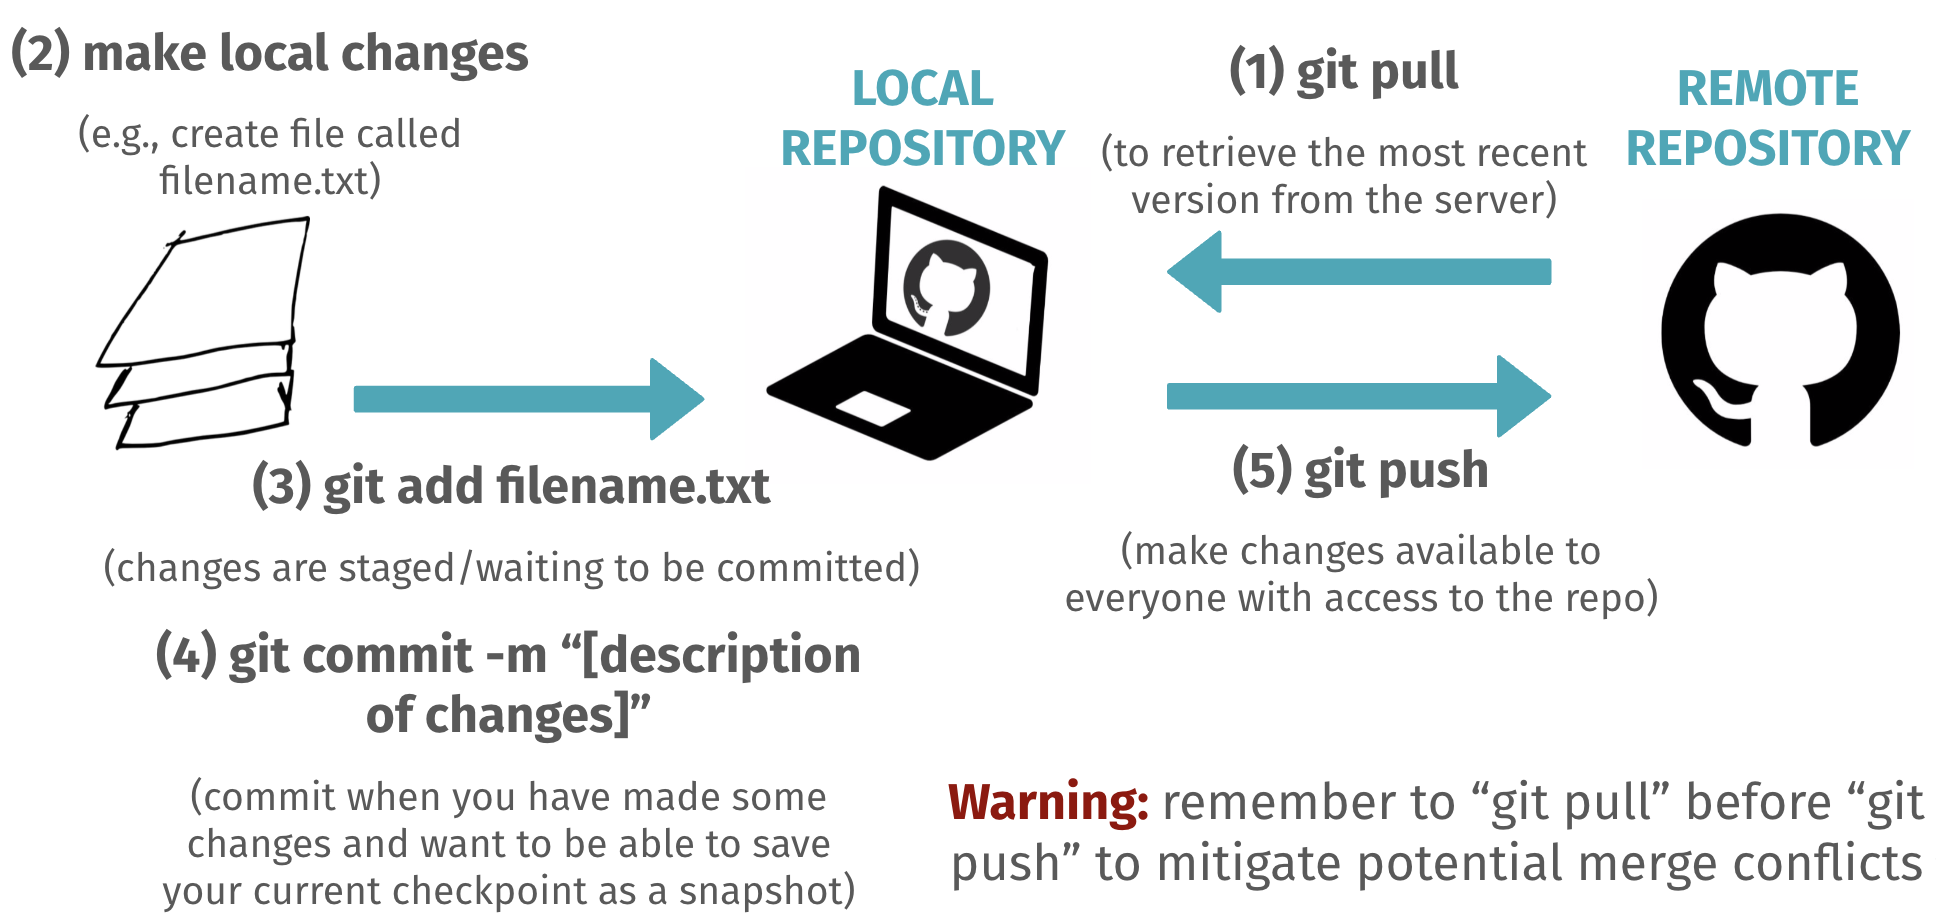 (2) make local changes
(e.g., create file called
filename.txt)
LOCAL
REPOSITORY
(1) git pull
(to retrieve the most recent
version from the server)
REMOTE
REPOSITORY
(3) git add filename.txt
(changes are staged/waiting to be committed)
(4) git commit -m “[description
of changes]”
(commit when you have made some
changes and want to be able to save
your current checkpoint as a snapshot)
(5) git push
(make changes available to
everyone with access to the repo)
Warning: remember to “git pull” before “git
push” to mitigate potential merge conflicts